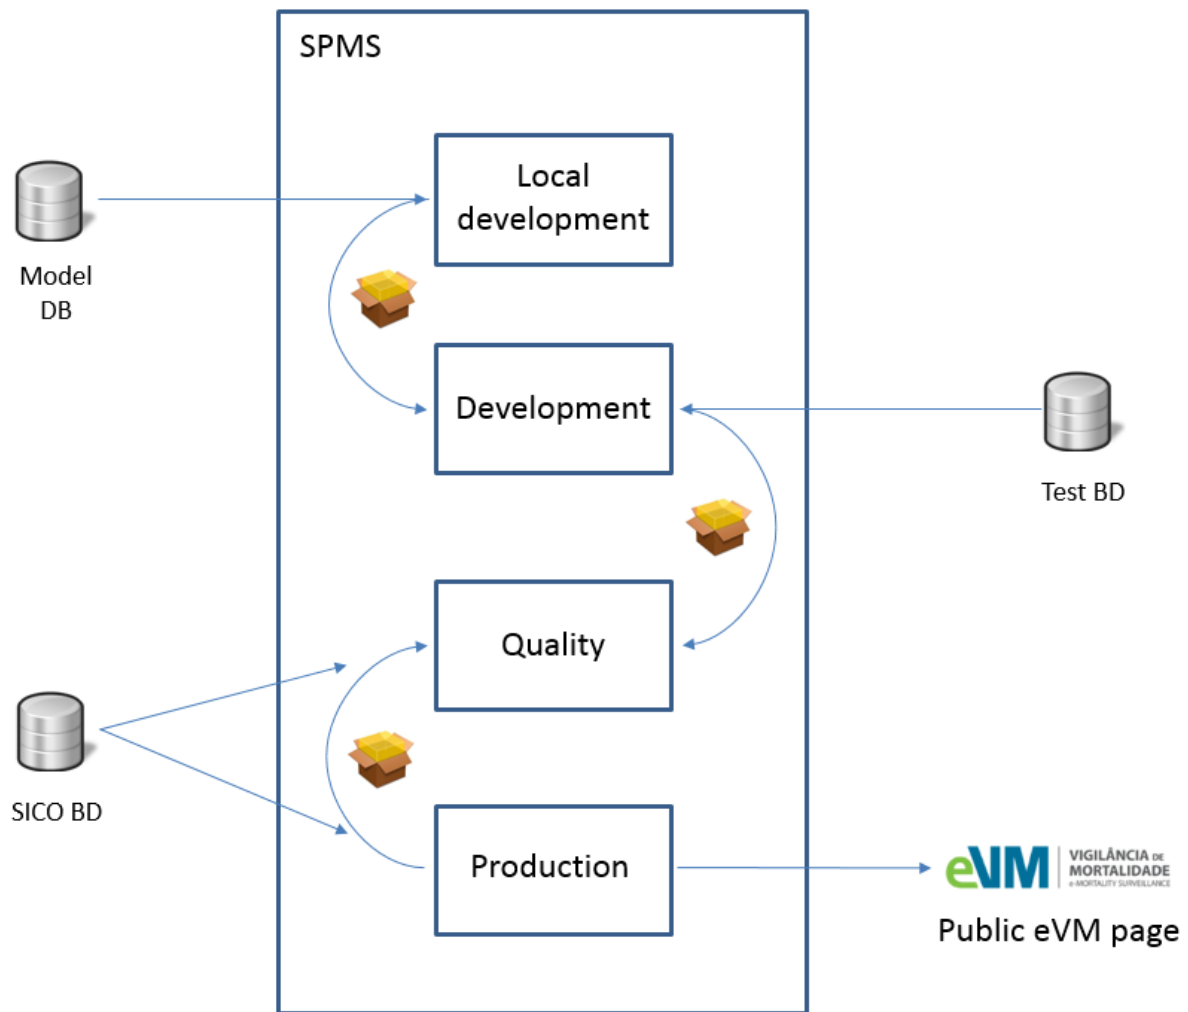 SPMS
Local
development
Model
DB
Development
Test BD
Quality
SICO BD
Production
eVM
VIGILÂNCIA DE
MORTALIDADE
e-MORTALITY SURVEILLANCE
Public eVM page